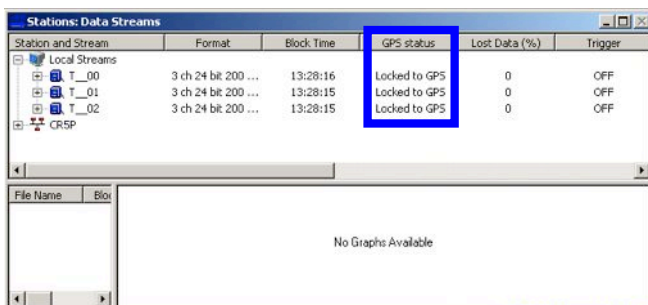 Stations: Data Streams
Station and Stream Format Block Time GPS status Lost Data (%) Trigger
Local Streams
T__00 3 ch 24 bit 200 ... 13:28:16 Locked to GPS 0 OFF
T__01 3 ch 24 bit 200 ... 13:28:15 Locked to GPS 0 OFF
T__02 3 ch 24 bit 200 ... 13:28:15 Locked to GPS 0 OFF
CR5P
File Name Bloc
No Graphs Available